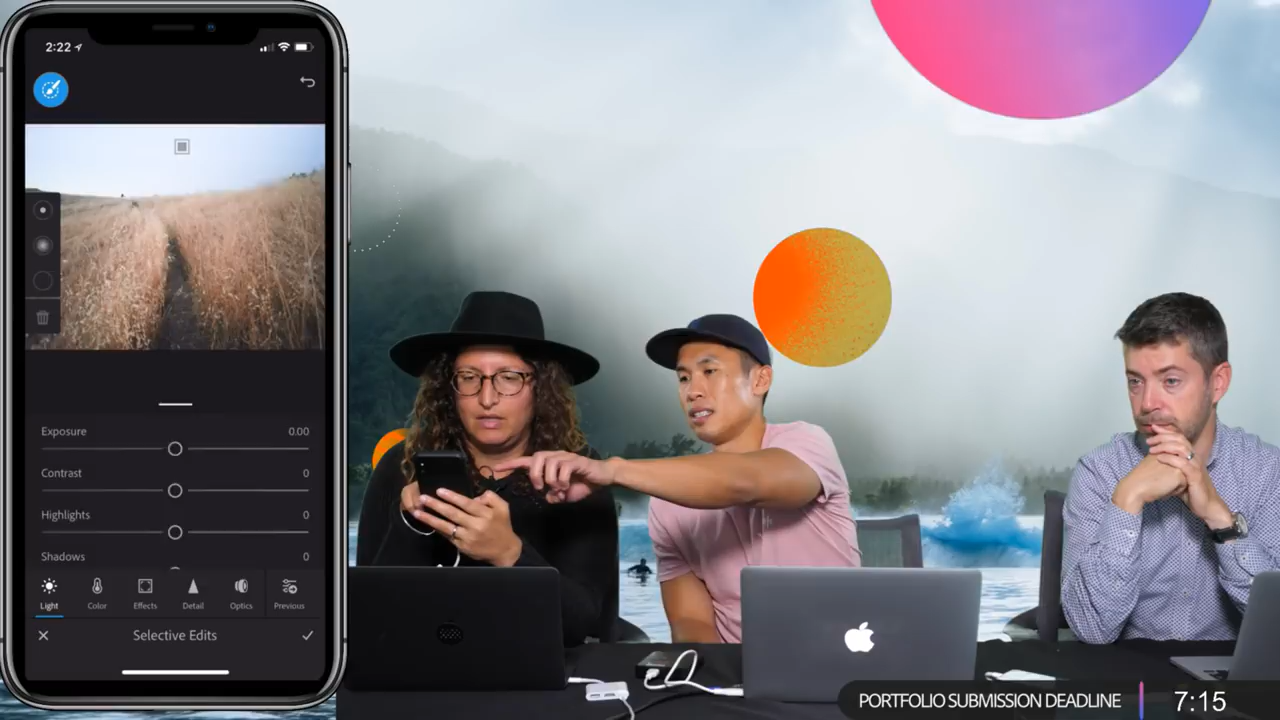 2:22
Exposure 0.00
Contrast 0
Highlights 0
Shadows 0
Light Color Effects Detail Optics Previous
Selective Edits
PORTFOLIO SUBMISSION DEADLINE 7:15